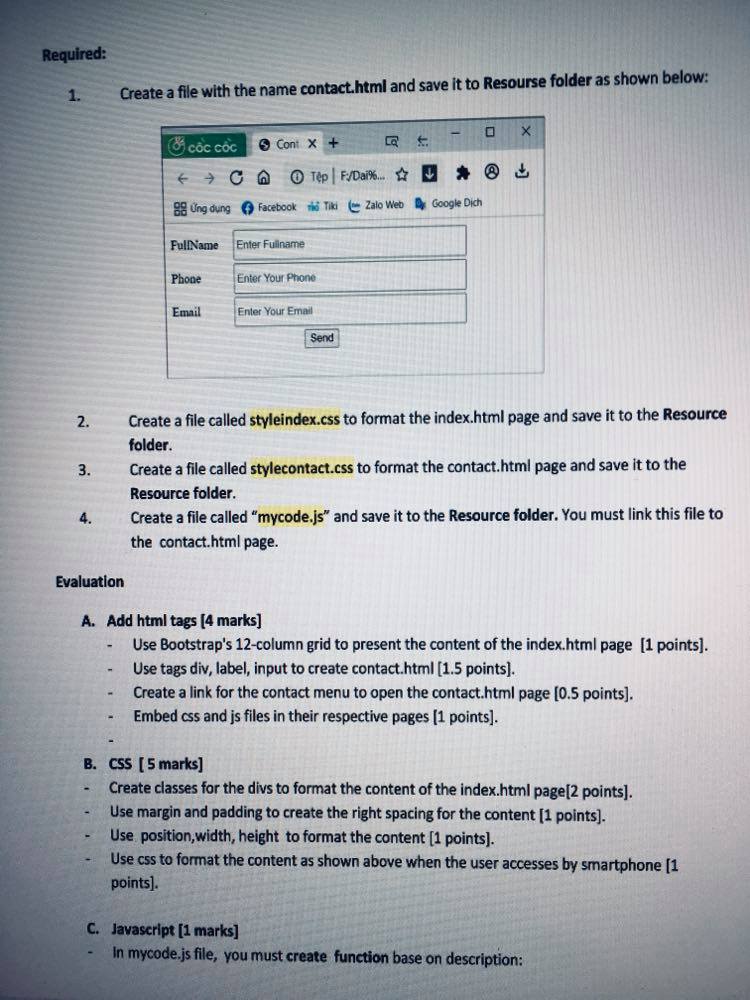 Required:
1. Create a file with the name contact.html and save it to Resourse folder as shown below:
cốc cốc Cont X +
Tệp F:/Dai%...
Ứng dụng Facebook Tiki Zalo Web Google Dịch
FullName Enter Fullname
Phone Enter Your Phone
Email Enter Your Email
Send
2. Create a file called styleindex.css to format the index.html page and save it to the Resource
folder.
3. Create a file called stylecontact.css to format the contact.html page and save it to the
Resource folder.
4. Create a file called “mycode.js” and save it to the Resource folder. You must link this file to
the contact.html page.
Evaluation
A. Add html tags [4 marks]
- Use Bootstrap's 12-column grid to present the content of the index.html page [1 points].
- Use tags div, label, input to create contact.html [1.5 points].
- Create a link for the contact menu to open the contact.html page [0.5 points].
- Embed css and js files in their respective pages [1 points].
-
B. CSS [ 5 marks]
- Create classes for the divs to format the content of the index.html page[2 points].
- Use margin and padding to create the right spacing for the content [1 points].
- Use position,width, height to format the content [1 points].
- Use css to format the content as shown above when the user accesses by smartphone [1
points].
C. Javascript [1 marks]
- In mycode.js file, you must create function base on description: